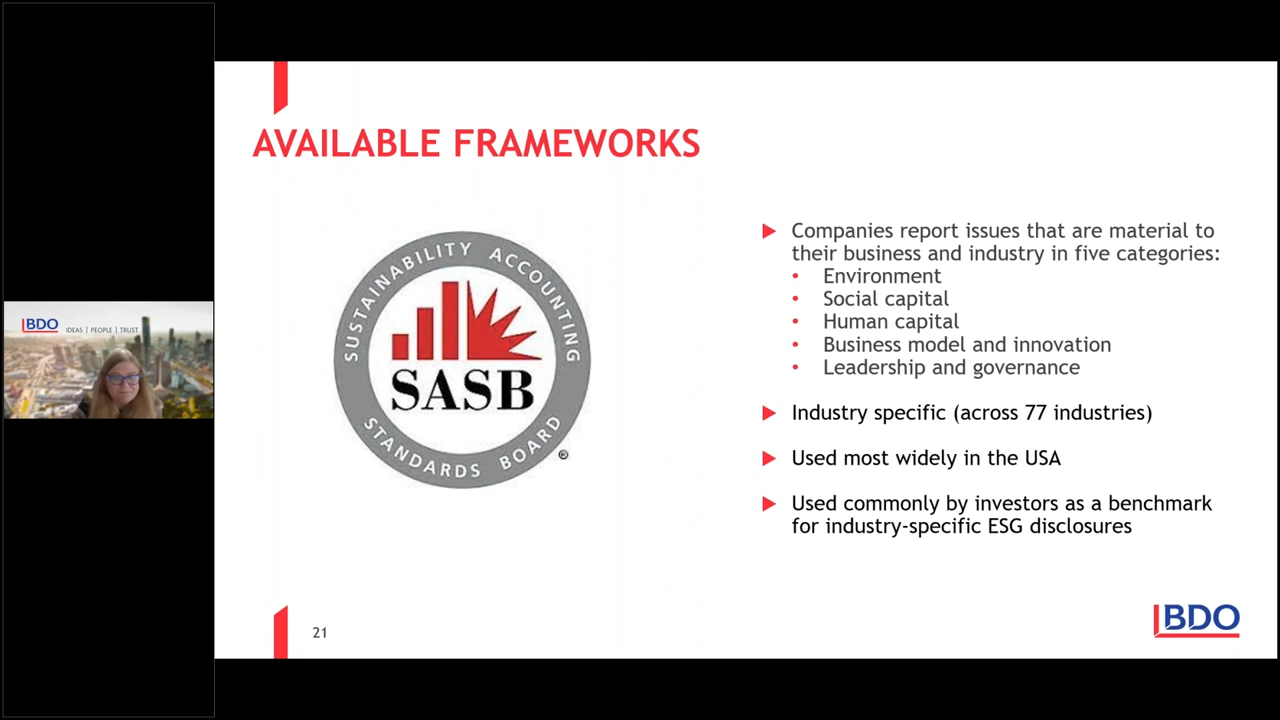 AVAILABLE FRAMEWORKS
SUSTAINABILITY ACCOUNTING
SASB
STANDARDS BOARD
®
Companies report issues that are material to
their business and industry in five categories:
• Environment
• Social capital
• Human capital
• Business model and innovation
• Leadership and governance
Industry specific (across 77 industries)
Used most widely in the USA
Used commonly by investors as a benchmark
for industry-specific ESG disclosures
21
BDO
BDO IDEAS | PEOPLE | TRUST